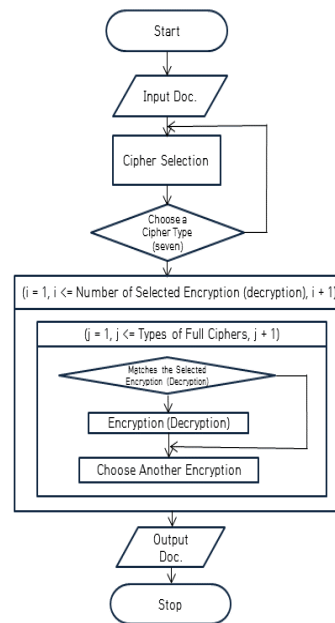 Start
Input Doc.
Cipher Selection
Choose a
Cipher Type
(seven)
(i = 1, i <= Number of Selected Encryption (decryption), i + 1)
(j = 1, j <= Types of Full Ciphers, j + 1)
Matches the Selected
Encryption (Decryption)
Encryption (Decryption)
Choose Another Encryption
Output
Doc.
Stop